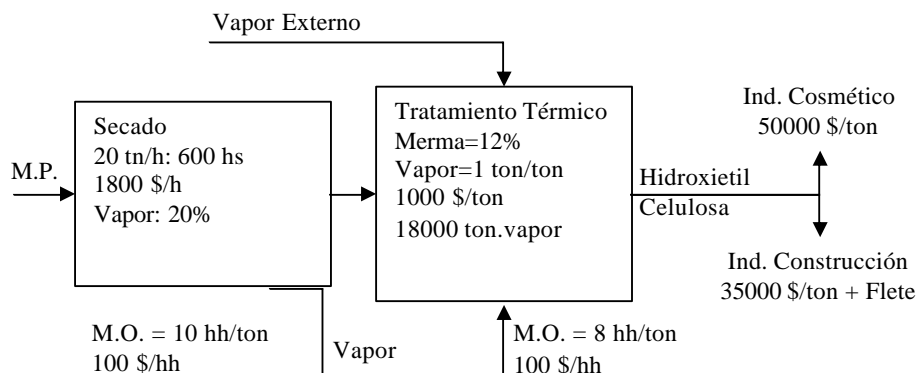 Vapor Externo
M.P.
Secado
20 tn/h: 600 hs
1800 $/h
Vapor: 20%
Tratamiento Térmico
Merma=12%
Vapor=1 ton/ton
1000 $/ton
18000 ton.vapor
Hidroxietil
Celulosa
Ind. Cosmético
50000 $/ton
Ind. Construcción
35000 $/ton + Flete
M.O. = 10 hh/ton
100 $/hh
Vapor
M.O. = 8 hh/ton
100 $/hh